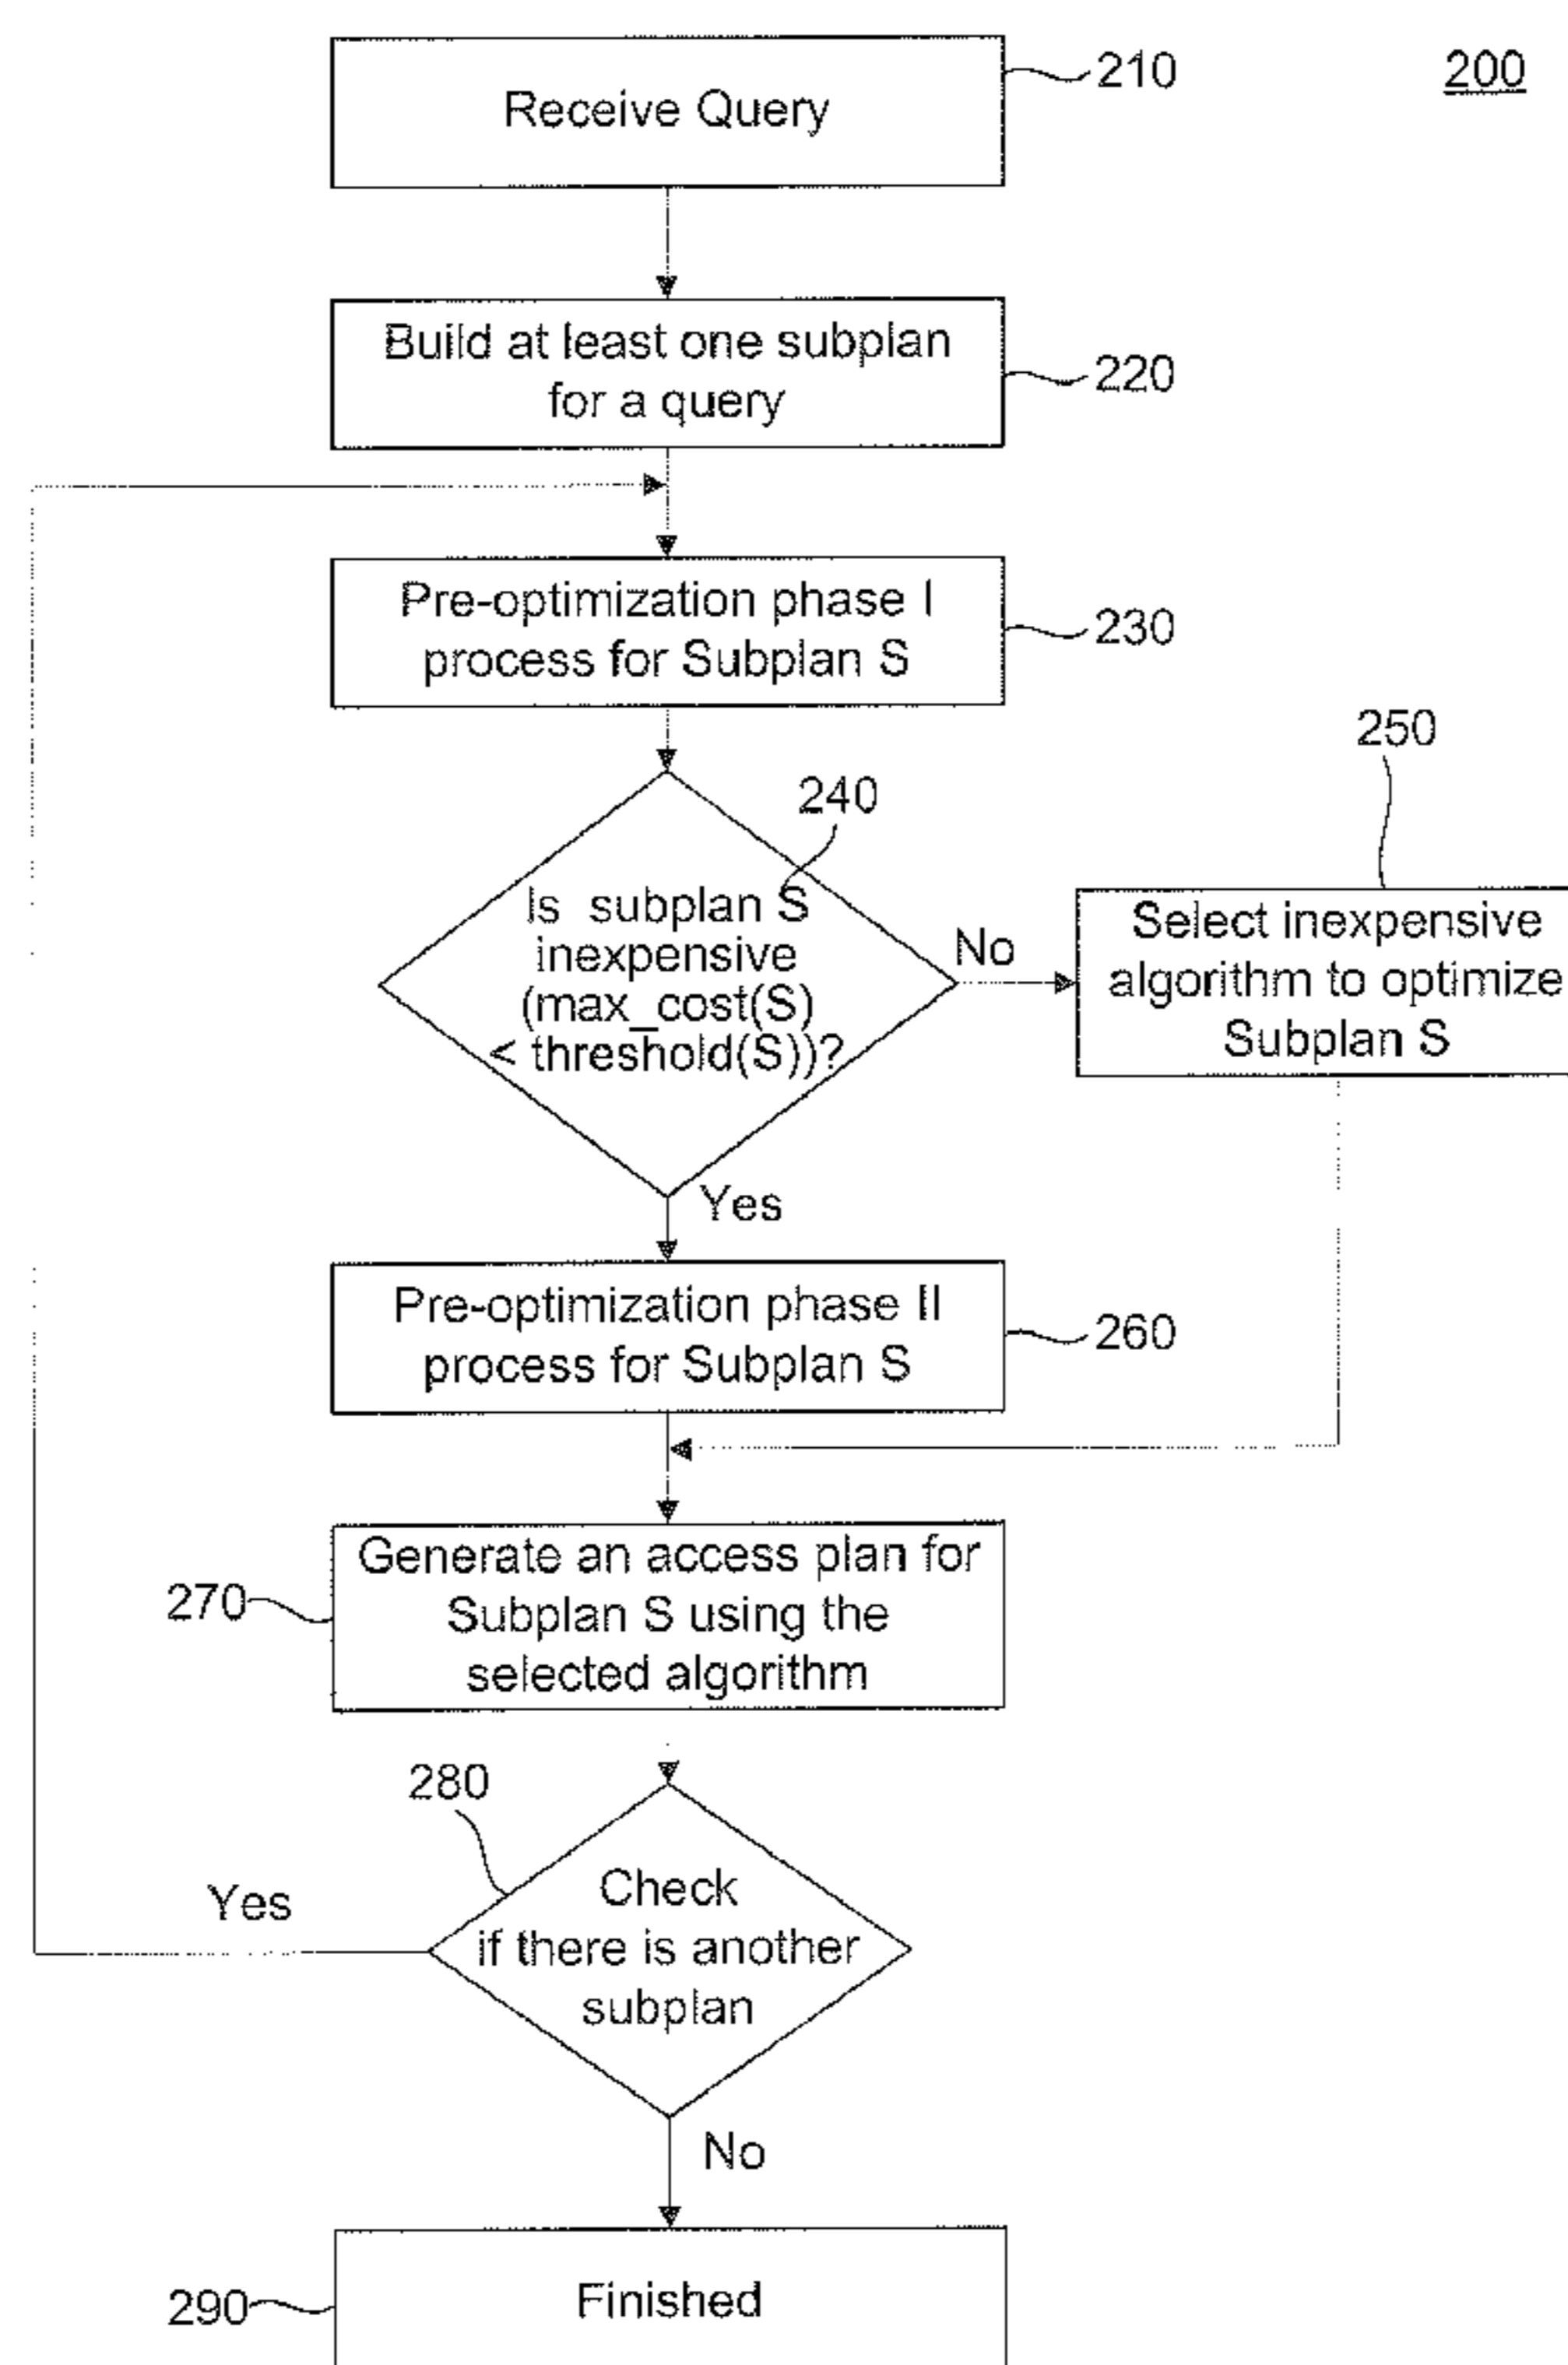 200
Receive Query
210
Build at least one subplan
for a query
220
Pre-optimization phase I
process for Subplan S
230
240
Is subplan S
inexpensive
(max_cost(S)
< threshold(S))?
No
250
Select inexpensive
algorithm to optimize
Subplan S
Yes
Pre-optimization phase II
process for Subplan S
260
Generate an access plan for
Subplan S using the
selected algorithm
270
280
Check
if there is another
subplan
Yes
No
Finished
290